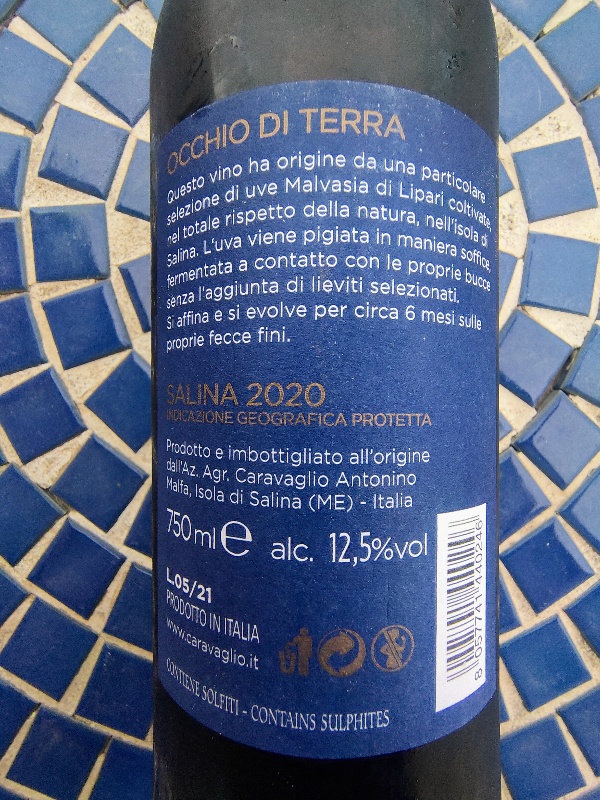 OCCHIO DI TERRA
Questo vino ha origine da una particolare
selezione di uve Malvasia di Lipari coltivate,
nel totale rispetto della natura, nell'isola di
Salina. L'uva viene pigiata in maniera soffice,
fermentata a contatto con le proprie bucce
senza l'aggiunta di lieviti selezionati.
Si affina e si evolve per circa 6 mesi sulle
proprie fecce fini.
SALINA 2020
INDICAZIONE GEOGRAFICA PROTETTA
Prodotto e imbottigliato all'origine
dall'Az. Agr. Caravaglio Antonino
Malfa, Isola di Salina (ME) - Italia
750 ml e alc. 12,5%vol
L05/21
PRODOTTO IN ITALIA
www.caravaglio.it
CONTIENE SOLFITI - CONTAINS SULPHITES
8 057741 440246